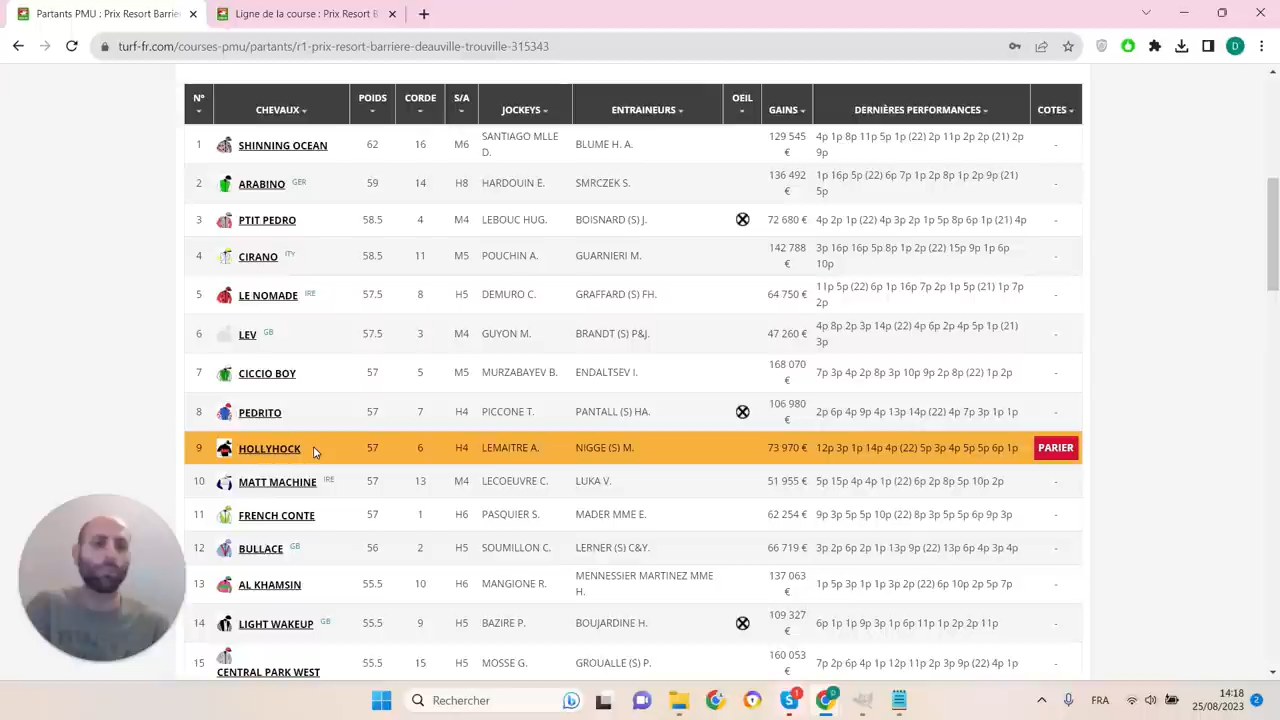 Partants PMU : Prix Resort Barriè
Ligne de la course : Prix Resort B
turf-fr.com/courses-pmu/partants/r1-prix-resort-barriere-deauville-trouville-315343
D
N° CHEVAUX POIDS CORDE S/A JOCKEYS ENTRAINEURS OEIL GAINS DERNIÈRES PERFORMANCES COTES
1 SHINNING OCEAN 62 16 M6 SANTIAGO MLLE D. BLUME H. A. 129 545 € 4p 1p 8p 11p 5p 1p (22) 2p 11p 2p 2p (21) 2p 9p -
2 ARABINO GER 59 14 H8 HARDOUIN E. SMRCZEK S. 136 492 € 1p 16p 5p (22) 6p 7p 1p 2p 8p 1p 2p 9p (21) 5p -
3 PTIT PEDRO 58.5 4 M4 LEBOUC HUG. BOISNARD (S) J. 72 680 € 4p 2p 1p (22) 4p 3p 2p 1p 5p 8p 6p 1p (21) 4p -
4 CIRANO ITY 58.5 11 M5 POUCHIN A. GUARNIERI M. 142 788 € 3p 16p 16p 5p 8p 1p 2p (22) 15p 9p 1p 6p 10p -
5 LE NOMADE IRE 57.5 8 H5 DEMURO C. GRAFFARD (S) FH. 64 750 € 11p 5p (22) 6p 1p 16p 7p 2p 1p 5p (21) 1p 7p 2p -
6 LEV GB 57.5 3 M4 GUYON M. BRANDT (S) P&J. 47 260 € 4p 8p 2p 3p 14p (22) 4p 6p 2p 4p 5p 1p (21) 3p -
7 CICCIO BOY 57 5 M5 MURZABAYEV B. ENDALTSEV I. 168 070 € 7p 3p 4p 2p 8p 3p 10p 9p 2p 8p (22) 1p 2p -
8 PEDRITO 57 7 H4 PICCONE T. PANTALL (S) HA. 106 980 € 2p 6p 4p 9p 4p 13p 14p (22) 4p 7p 3p 1p 1p -
9 HOLLYHOCK 57 6 H4 LEMAITRE A. NIGGE (S) M. 73 970 € 12p 3p 1p 14p 4p (22) 5p 3p 4p 5p 5p 6p 1p PARIER
10 MATT MACHINE IRE 57 13 M4 LECOEUVRE C. LUKA V. 51 955 € 5p 15p 4p 4p 1p (22) 6p 2p 8p 5p 10p 2p -
11 FRENCH CONTE 57 1 H6 PASQUIER S. MADER MME E. 62 254 € 9p 3p 5p 5p 10p (22) 8p 3p 5p 5p 6p 9p 3p -
12 BULLACE GB 56 2 H5 SOUMILLON C. LERNER (S) C&Y. 66 719 € 3p 2p 6p 2p 1p 13p 9p (22) 13p 6p 4p 3p 4p -
13 AL KHAMSIN 55.5 10 H6 MANGIONE R. MENNESSIER MARTINEZ MME H. 137 063 € 1p 5p 3p 1p 1p 3p 2p (22) 6p 10p 2p 5p 7p -
14 LIGHT WAKEUP GB 55.5 9 H5 BAZIRE P. BOUJARDINE H. 109 327 € 6p 1p 1p 9p 3p 1p 6p 11p 1p 2p 2p 11p -
15 CENTRAL PARK WEST 55.5 15 H5 MOSSE G. GROUALLE (S) P. 160 053 € 7p 2p 6p 4p 1p 12p 11p 2p 3p 9p (22) 4p 1p -
Rechercher
FRA
14:18
25/08/2023